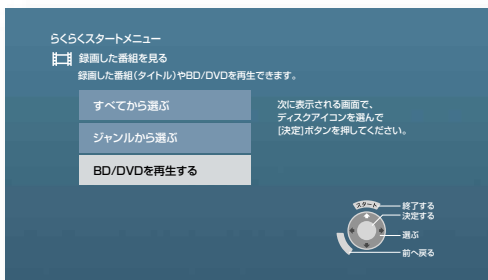 らくらくスタートメニュー
録画した番組を見る
録画した番組(タイトル)やBD/DVDを再生できます。
すべてから選ぶ
ジャンルから選ぶ
BD/DVDを再生する
次に表示される画面で、
ディスクアイコンを選んで
[決定]ボタンを押してください。
スタート
終了する
決定する
選ぶ
前へ戻る